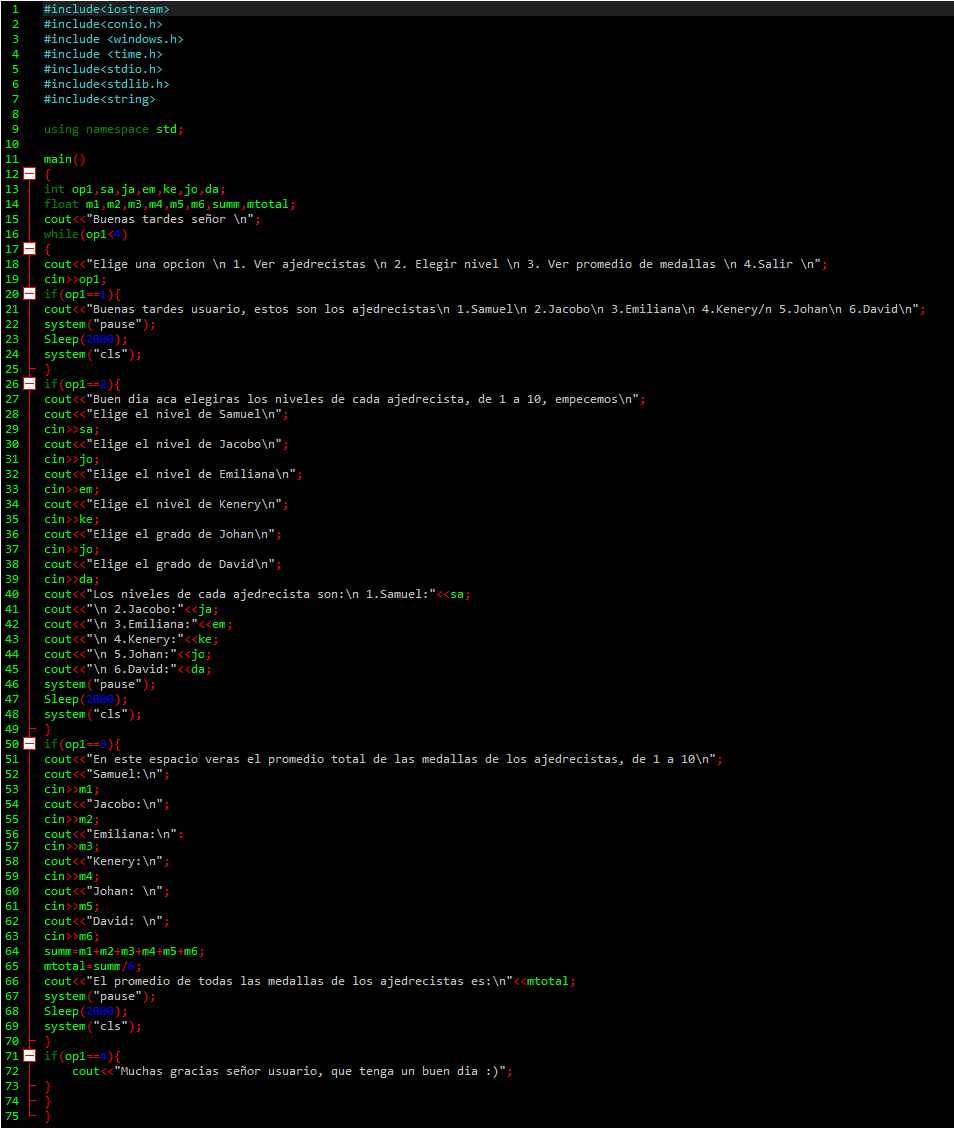 1 #include<iostream>
2 #include<conio.h>
3 #include <windows.h>
4 #include <time.h>
5 #include<stdio.h>
6 #include<stdlib.h>
7 #include<string>
8
9 using namespace std;
10
11 main()
12 {
13 int op1,sa,ja,em,ke,jo,da;
14 float m1,m2,m3,m4,m5,m6,summ,mtotal;
15 cout<<"Buenas tardes señor \n";
16 while(op1<4)
17 {
18 cout<<"Elige una opcion \n 1. Ver ajedrecistas \n 2. Elegir nivel \n 3. Ver promedio de medallas \n 4.Salir \n";
19 cin>>op1;
20 if(op1==1){
21 cout<<"Buenas tardes usuario, estos son los ajedrecistas\n 1.Samuel\n 2.Jacobo\n 3.Emiliana\n 4.Kenery/n 5.Johan\n 6.David\n";
22 system("pause");
23 Sleep(2000);
24 system("cls");
25 }
26 if(op1==2){
27 cout<<"Buen dia aca elegiras los niveles de cada ajedrecista, de 1 a 10, empecemos\n";
28 cout<<"Elige el nivel de Samuel\n";
29 cin>>sa;
30 cout<<"Elige el nivel de Jacobo\n";
31 cin>>jo;
32 cout<<"Elige el nivel de Emiliana\n";
33 cin>>em;
34 cout<<"Elige el nivel de Kenery\n";
35 cin>>ke;
36 cout<<"Elige el grado de Johan\n";
37 cin>>jo;
38 cout<<"Elige el grado de David\n";
39 cin>>da;
40 cout<<"Los niveles de cada ajedrecista son:\n 1.Samuel:"<<sa;
41 cout<<"\n 2.Jacobo:"<<ja;
42 cout<<"\n 3.Emiliana:"<<em;
43 cout<<"\n 4.Kenery:"<<ke;
44 cout<<"\n 5.Johan:"<<jo;
45 cout<<"\n 6.David:"<<da;
46 system("pause");
47 Sleep(2000);
48 system("cls");
49 }
50 if(op1==3){
51 cout<<"En este espacio veras el promedio total de las medallas de los ajedrecistas, de 1 a 10\n";
52 cout<<"Samuel:\n";
53 cin>>m1;
54 cout<<"Jacobo:\n";
55 cin>>m2;
56 cout<<"Emiliana:\n";
57 cin>>m3;
58 cout<<"Kenery:\n";
59 cin>>m4;
60 cout<<"Johan: \n";
61 cin>>m5;
62 cout<<"David: \n";
63 cin>>m6;
64 summ=m1+m2+m3+m4+m5+m6;
65 mtotal=summ/6;
66 cout<<"El promedio de todas las medallas de los ajedrecistas es:\n"<<mtotal;
67 system("pause");
68 Sleep(2000);
69 system("cls");
70 }
71 if(op1==4){
72 cout<<"Muchas gracias señor usuario, que tenga un buen dia :)";
73 }
74 }
75 }